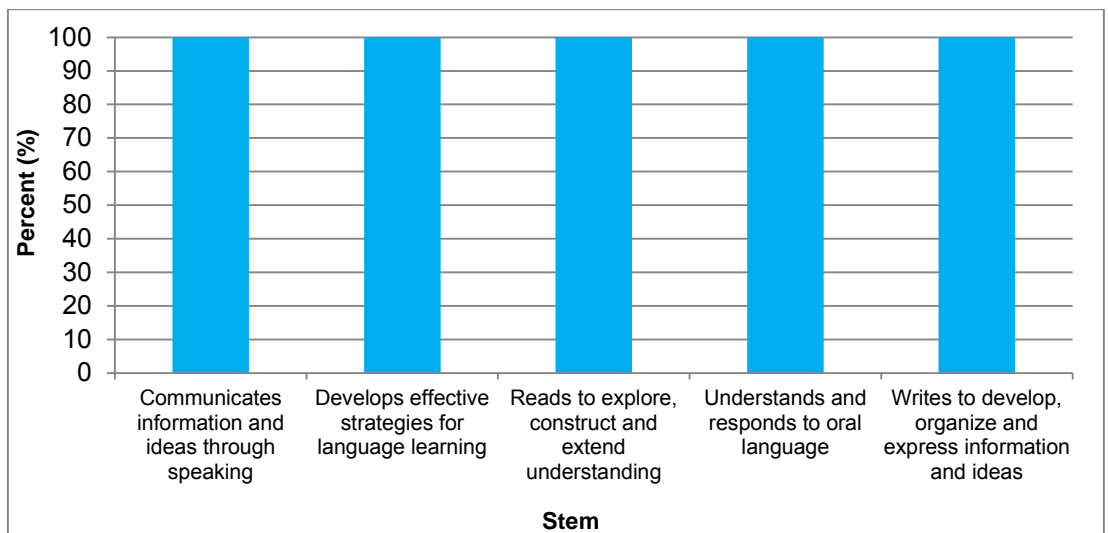 100
90
80
70
60
50
40
30
20
10
0
Percent (%)
Communicates
information and
ideas through
speaking
Develops effective
strategies for
language learning
Reads to explore,
construct and
extend
understanding
Understands and
responds to oral
language
Writes to develop,
organize and
express information
and ideas
Stem